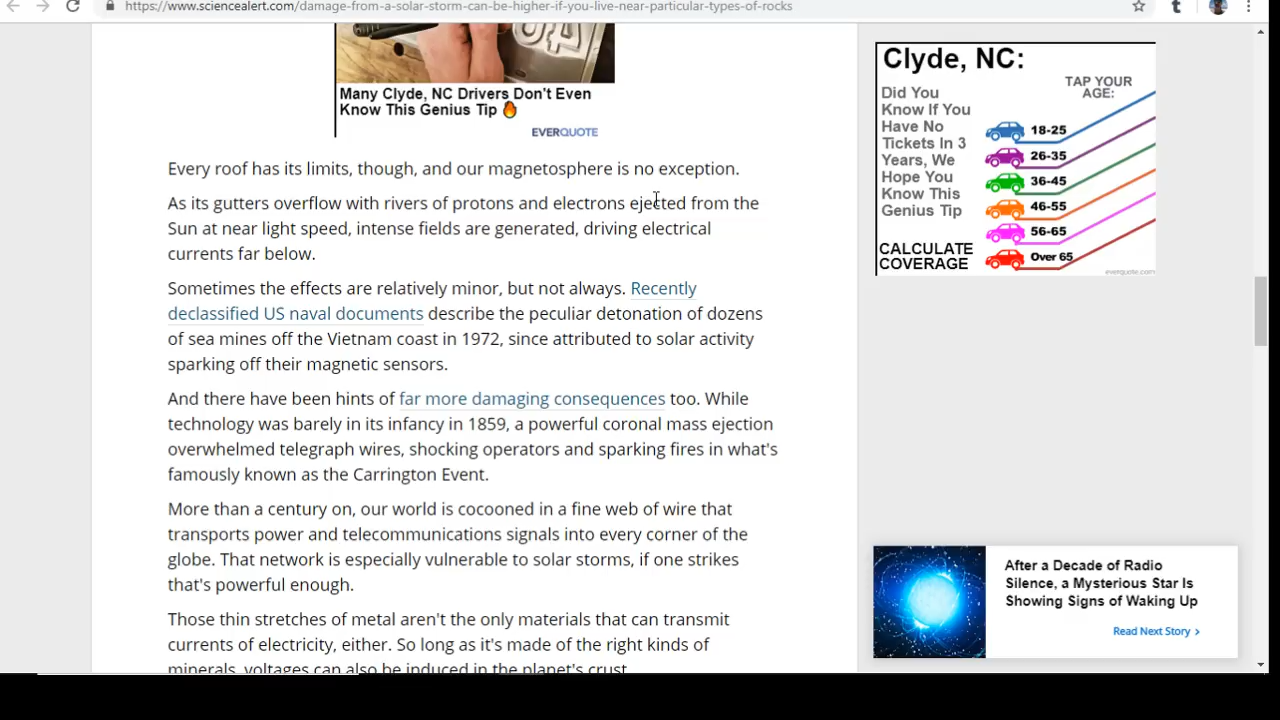 https://www.sciencealert.com/damage-from-a-solar-storm-can-be-higher-if-you-live-near-particular-types-of-rocks
Many Clyde, NC Drivers Don't Even
Know This Genius Tip 🔥
EVERQUOTE
Every roof has its limits, though, and our magnetosphere is no exception.
As its gutters overflow with rivers of protons and electrons ejected from the
Sun at near light speed, intense fields are generated, driving electrical
currents far below.
Sometimes the effects are relatively minor, but not always. Recently
declassified US naval documents describe the peculiar detonation of dozens
of sea mines off the Vietnam coast in 1972, since attributed to solar activity
sparking off their magnetic sensors.
And there have been hints of far more damaging consequences too. While
technology was barely in its infancy in 1859, a powerful coronal mass ejection
overwhelmed telegraph wires, shocking operators and sparking fires in what's
famously known as the Carrington Event.
More than a century on, our world is cocooned in a fine web of wire that
transports power and telecommunications signals into every corner of the
globe. That network is especially vulnerable to solar storms, if one strikes
that's powerful enough.
Those thin stretches of metal aren't the only materials that can transmit
currents of electricity, either. So long as it's made of the right kinds of
minerals, voltages can also be induced in the planet's crust.
Clyde, NC:
Did You
Know If You
Have No
Tickets In 3
Years, We
Hope You
Know This
Genius Tip
CALCULATE
COVERAGE
TAP YOUR
AGE:
18-25
26-35
36-45
46-55
56-65
Over 65
everquote.com
After a Decade of Radio
Silence, a Mysterious Star Is
Showing Signs of Waking Up
Read Next Story >